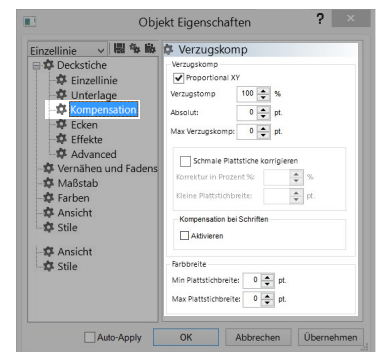 Objekt Eigenschaften
?
Einzellinie
Deckstiche
Einzellinie
Unterlage
Kompensation
Ecken
Effekte
Advanced
Vernähen und Fadens
Maßstab
Farben
Ansicht
Stile
Ansicht
Stile
Verzugskomp
Verzugskomp
Proportional XY
Verzugstomp 100 %
Absolut: 0 pt.
Max Verzugskomp: 0 pt.
Schmale Plattstiche korrigieren
Korrektur in Prozent %: %
Kleine Plattstichbreite: pt.
Kompensation bei Schriften
Aktivieren
Farbbreite
Min Plattstichbreite: 0 pt.
Max Plattstichbreite: 0 pt.
Auto-Apply OK Abbrechen Übernehmen